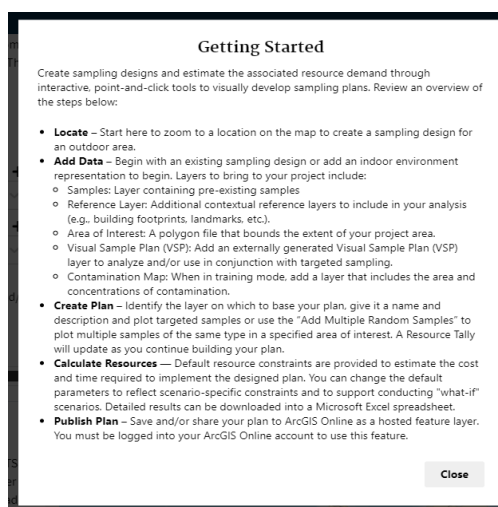 Getting Started
Create sampling designs and estimate the associated resource demand through
interactive, point-and-click tools to visually develop sampling plans. Review an overview of
the steps below:
• Locate – Start here to zoom to a location on the map to create a sampling design for
an outdoor area.
• Add Data – Begin with an existing sampling design or add an indoor environment
representation to begin. Layers to bring to your project include:
○ Samples: Layer containing pre-existing samples
○ Reference Layer: Additional contextual reference layers to include in your analysis
(e.g., building footprints, landmarks, etc.).
○ Area of Interest: A polygon file that bounds the extent of your project area.
○ Visual Sample Plan (VSP): Add an externally generated Visual Sample Plan (VSP)
layer to analyze and/or use in conjunction with targeted sampling.
○ Contamination Map: When in training mode, add a layer that includes the area and
concentrations of contamination.
• Create Plan – Identify the layer on which to base your plan, give it a name and
description and plot targeted samples or use the “Add Multiple Random Samples” to
plot multiple samples of the same type in a specified area of interest. A Resource Tally
will update as you continue building your plan.
• Calculate Resources — Default resource constraints are provided to estimate the cost
and time required to implement the designed plan. You can change the default
parameters to reflect scenario-specific constraints and to support conducting "what-if"
scenarios. Detailed results can be downloaded into a Microsoft Excel spreadsheet.
• Publish Plan – Save and/or share your plan to ArcGIS Online as a hosted feature layer.
You must be logged into your ArcGIS Online account to use this feature.
Close